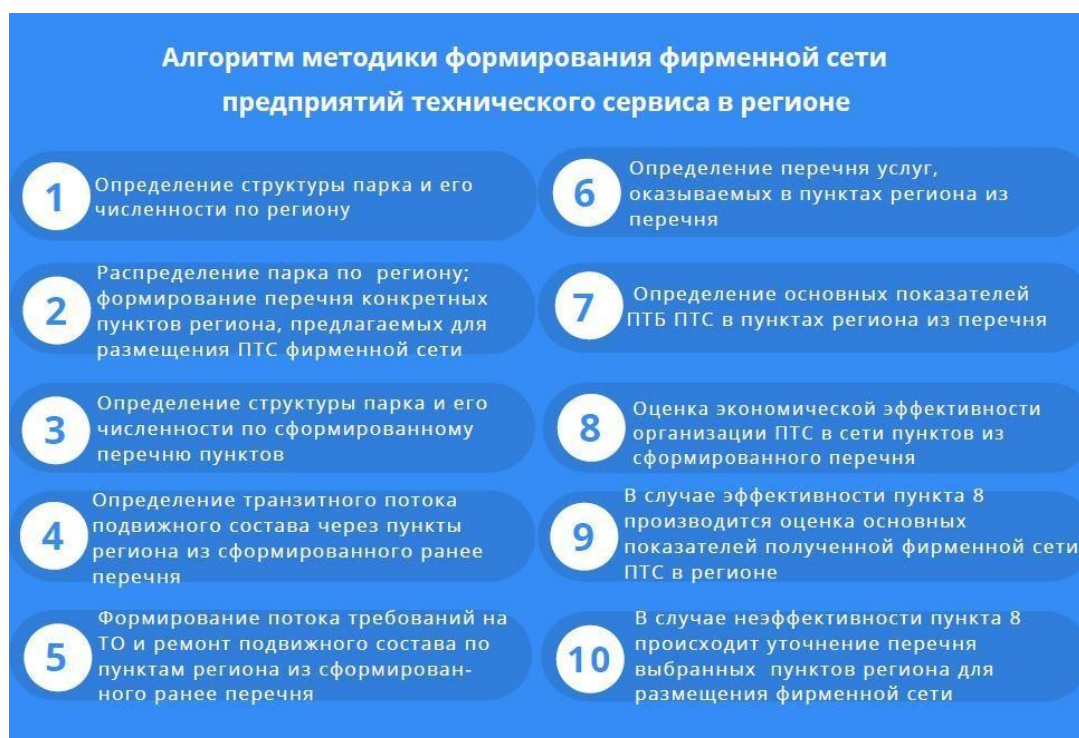 Алгоритм методики формирования фирменной сети
предприятий технического сервиса в регионе
1
Определение структуры парка и его
численности по региону
2
Распределение парка по региону;
формирование перечня конкретных
пунктов региона, предлагаемых для
размещения ПТС фирменной сети
3
Определение структуры парка и его
численности по сформированному
перечню пунктов
4
Определение транзитного потока
подвижного состава через пункты
региона из сформированного ранее
перечня
5
Формирование потока требований на
ТО и ремонт подвижного состава по
пунктам региона из сформирован-
ного ранее перечня
6
Определение перечня услуг,
оказываемых в пунктах региона из
перечня
7
Определение основных показателей
ПТБ ПТС в пунктах региона из перечня
8
Оценка экономической эффективности
организации ПТС в сети пунктов из
сформированного перечня
9
В случае эффективности пункта 8
производится оценка основных
показателей полученной фирменной сети
ПТС в регионе
10
В случае неэффективности пункта 8
происходит уточнение перечня
выбранных пунктов региона для
размещения фирменной сети